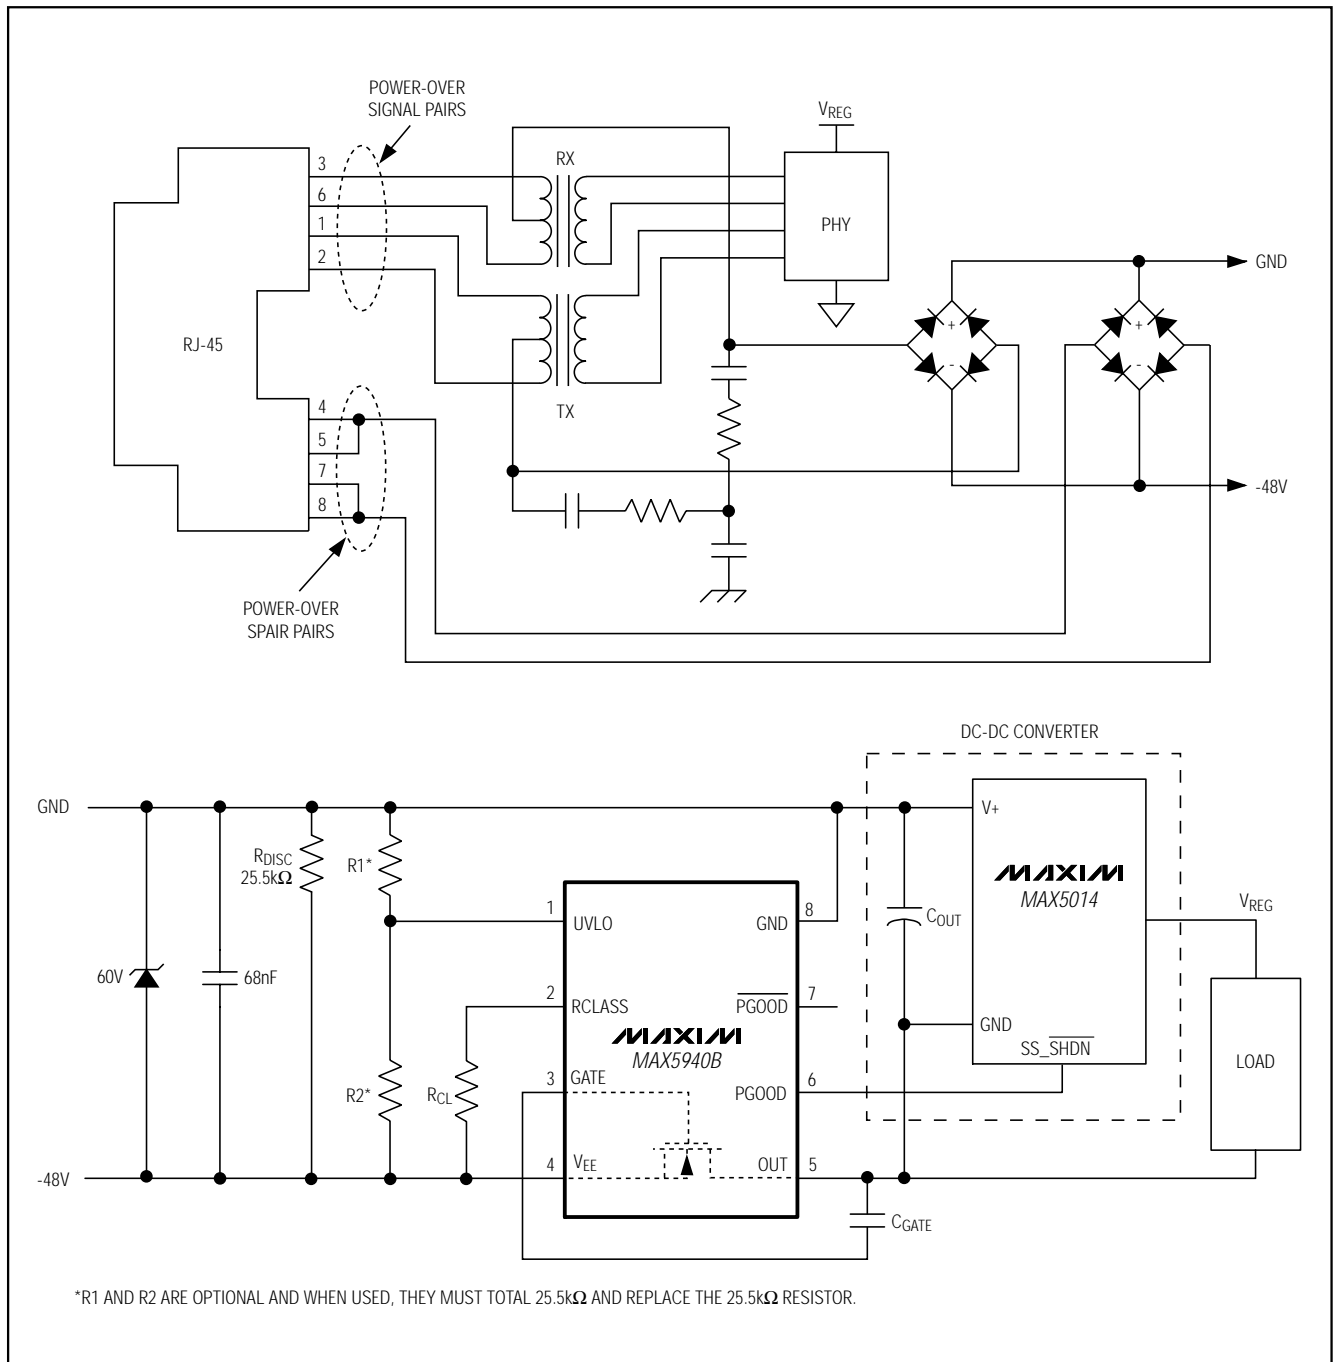 POWER-OVER
SIGNAL PAIRS
VREG
3
RX
6
1
PHY
2
GND
+
+
RJ-45
-
-
4
TX
5
7
-48V
8
POWER-OVER
SPAIR PAIRS
DC-DC CONVERTER
GND
V+
RDISC
25.5kΩ
R1*
MAXIM
MAX5014
1
UVLO
GND
8
COUT
VREG
60V
68nF
2
RCLASS
PGOOD
7
MAXIM
MAX5940B
GND
SS_SHDN
LOAD
3
GATE
R2*
RCL
PGOOD
6
-48V
4
VEE
OUT
5
CGATE
*R1 AND R2 ARE OPTIONAL AND WHEN USED, THEY MUST TOTAL 25.5kΩ AND REPLACE THE 25.5kΩ RESISTOR.